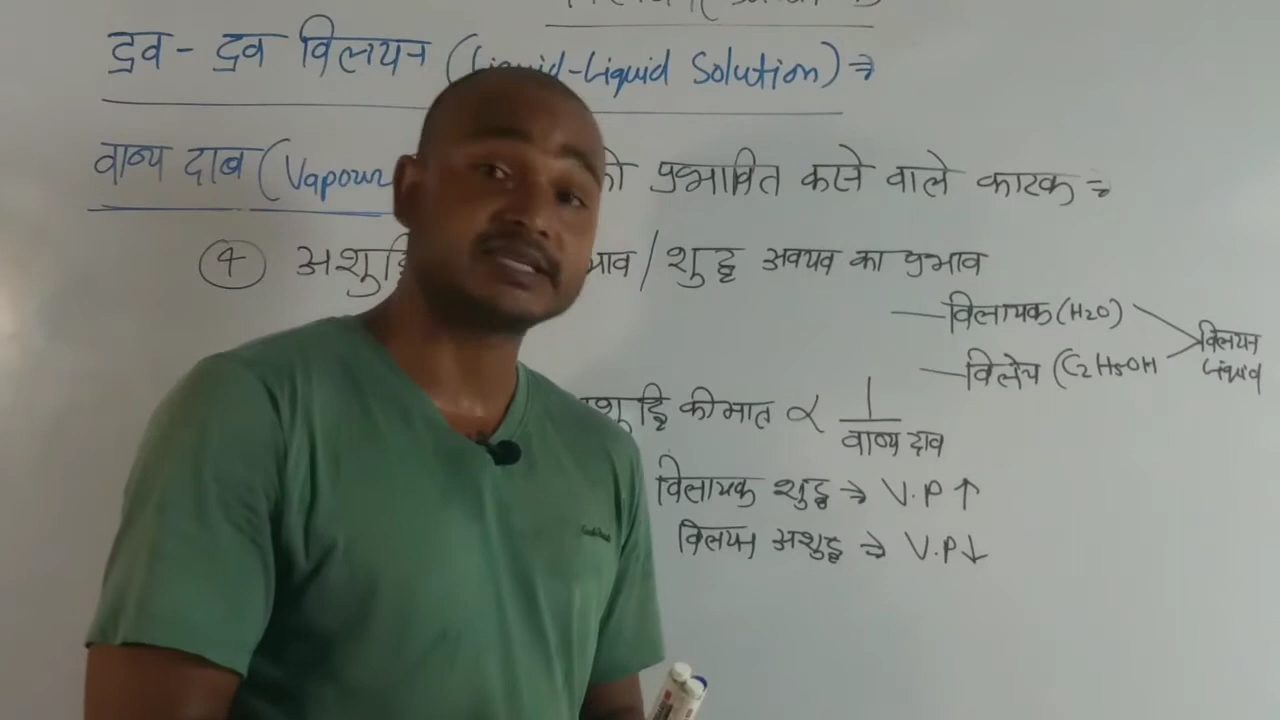 द्रव - द्रव विलयन (Liquid-Liquid Solution) ⇒
वाष्प दाब (Vapour को प्रभावित करने वाले कारक ⇒
④ अशुद्धि भाव / शुद्ध अवयव का प्रभाव
— विलायक (H2O)
— विलेय (C2H5OH
विलयन
Liquid
शुद्धि की मात ∝ 1/वाष्प दाब
विलायक शुद्ध → V.P ↑
विलयन अशुद्ध ⇒ V.P ↓